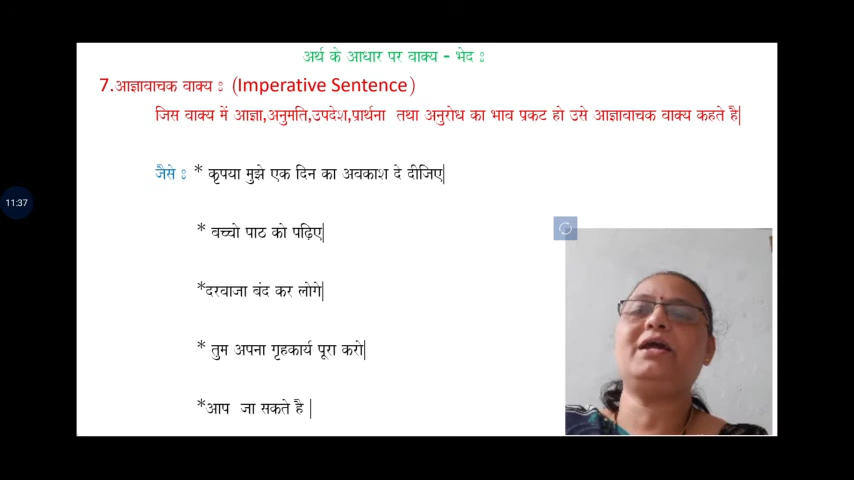 अर्थ के आधार पर वाक्य - भेद ः
7.आज्ञावाचक वाक्य ः (Imperative Sentence)
जिस वाक्य में आज्ञा,अनुमति,उपदेश,प्रार्थना तथा अनुरोध का भाव प्रकट हो उसे आज्ञावाचक वाक्य कहते है|
जैसे ः * कृपया मुझे एक दिन का अवकाश दे दीजिए|
11:37
* बच्चो पाठ को पढ़िए|
*दरवाजा बंद कर लोगे|
* तुम अपना गृहकार्य पूरा करो|
*आप जा सकते है |